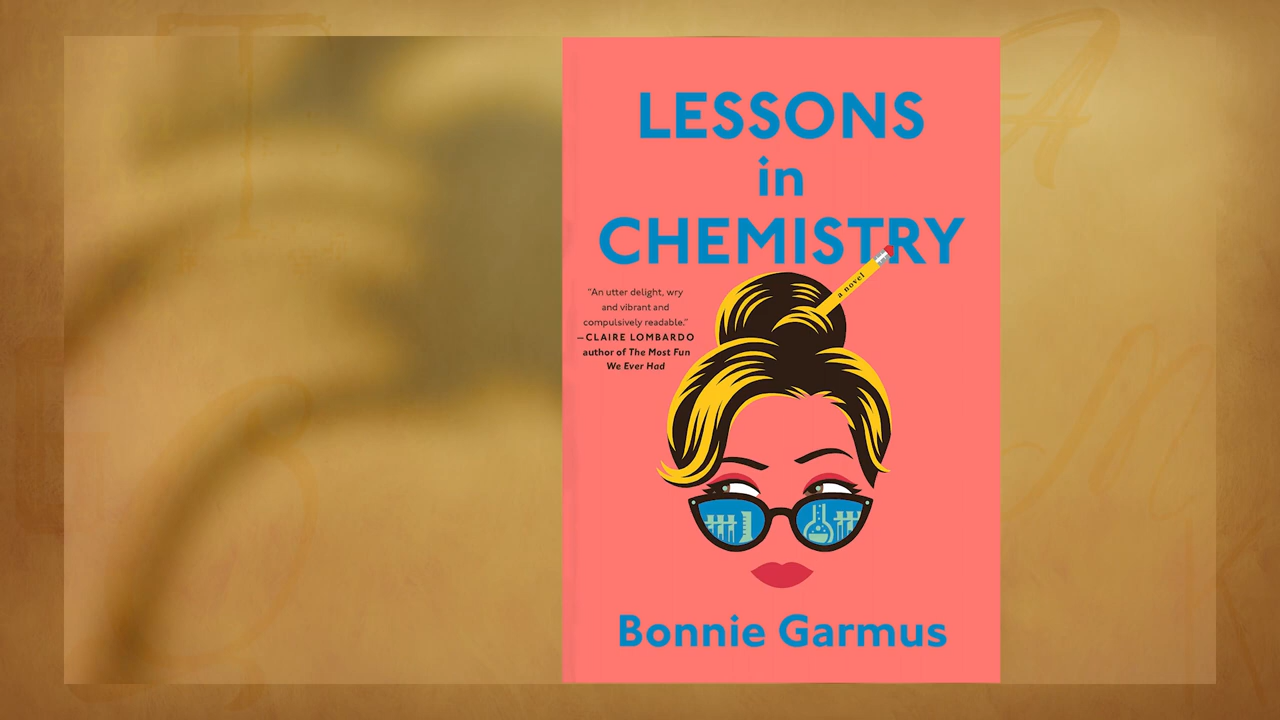 LESSONS
in
CHEMISTRY
a novel
"An utter delight, wry
and vibrant and
compulsively readable."
—CLAIRE LOMBARDO
author of The Most Fun
We Ever Had
Bonnie Garmus